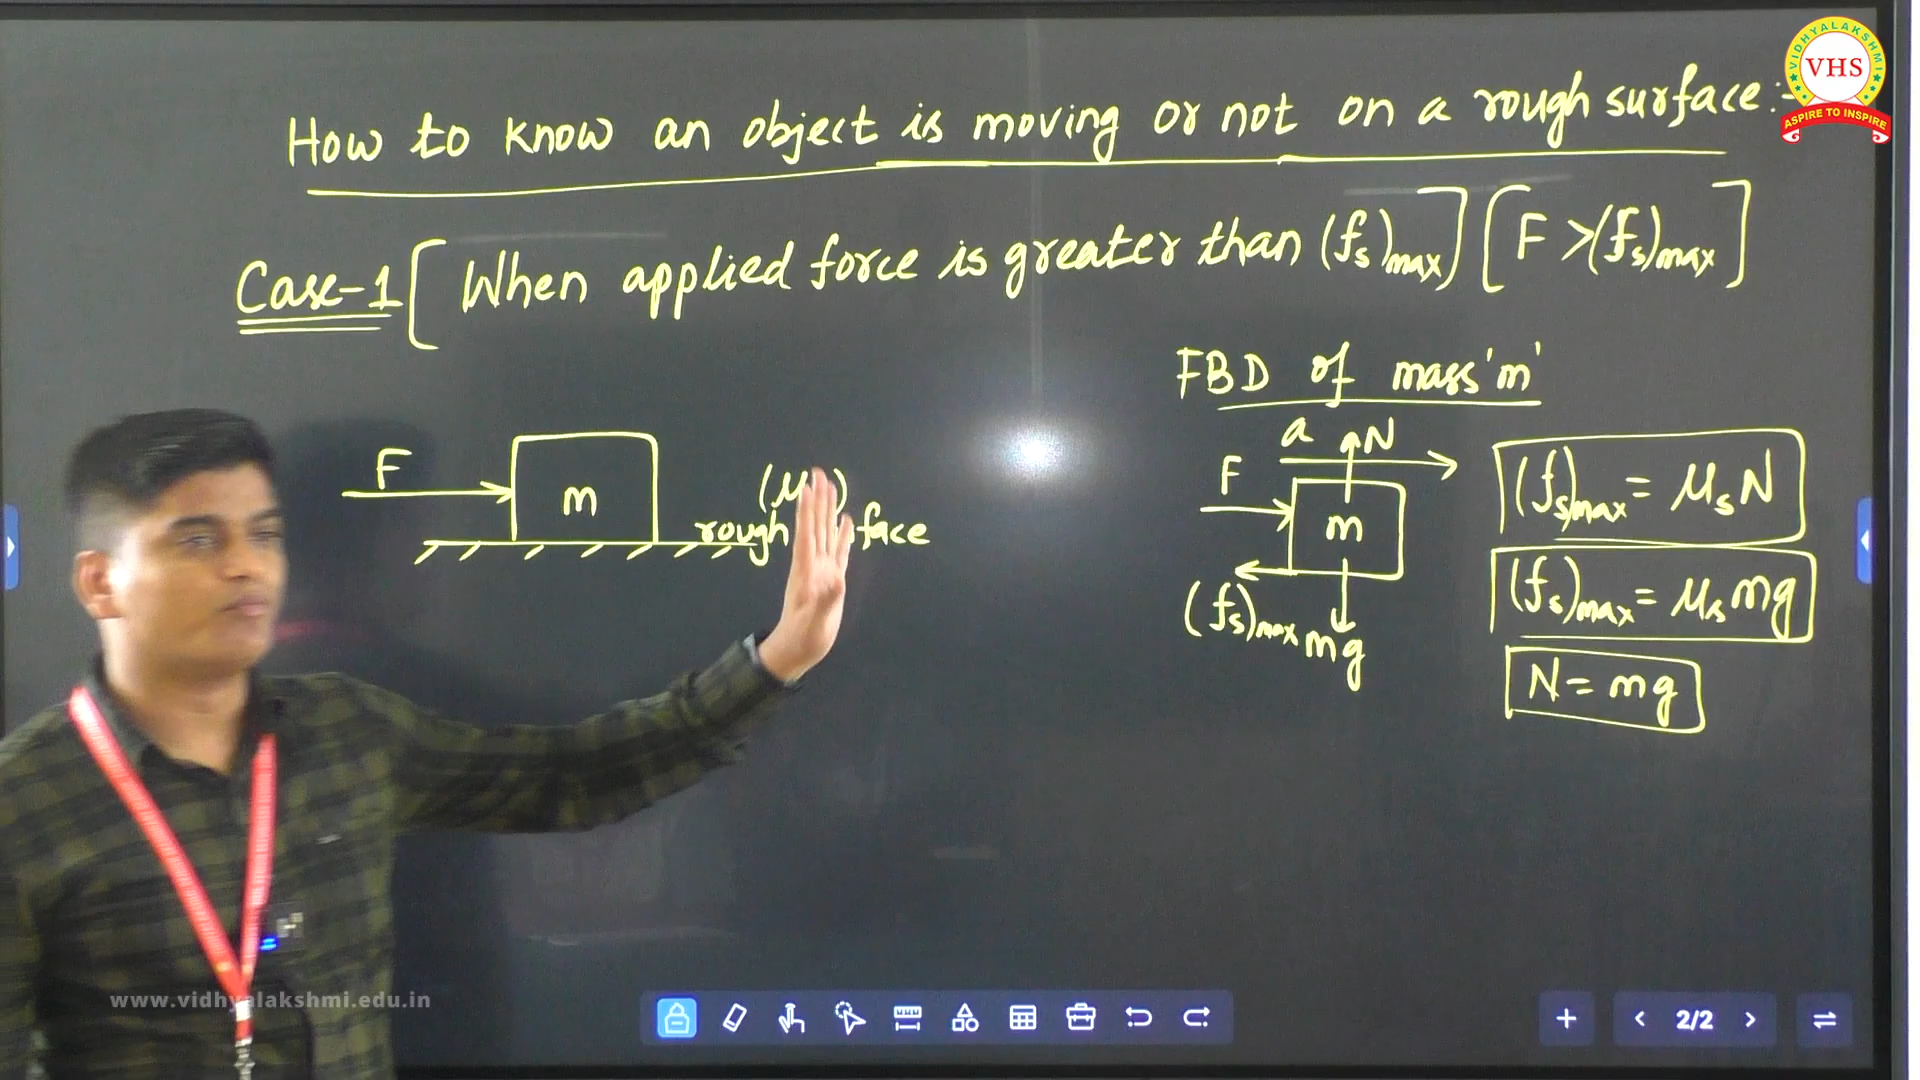 VIDHYALAKSHMI
VHS
ASPIRE TO INSPIRE
How to know an object is moving or not on a rough surface:-
Case-1 [When applied force is greater than (fs)max] [F >(fs)max]
FBD of mass 'm'
F
m
(μ
rough
face
a
N
F
m
(fs)max
mg
(fs)max = μsN
(fs)max = μsmg
N = mg
www.vidhyalakshmi.edu.in
2/2